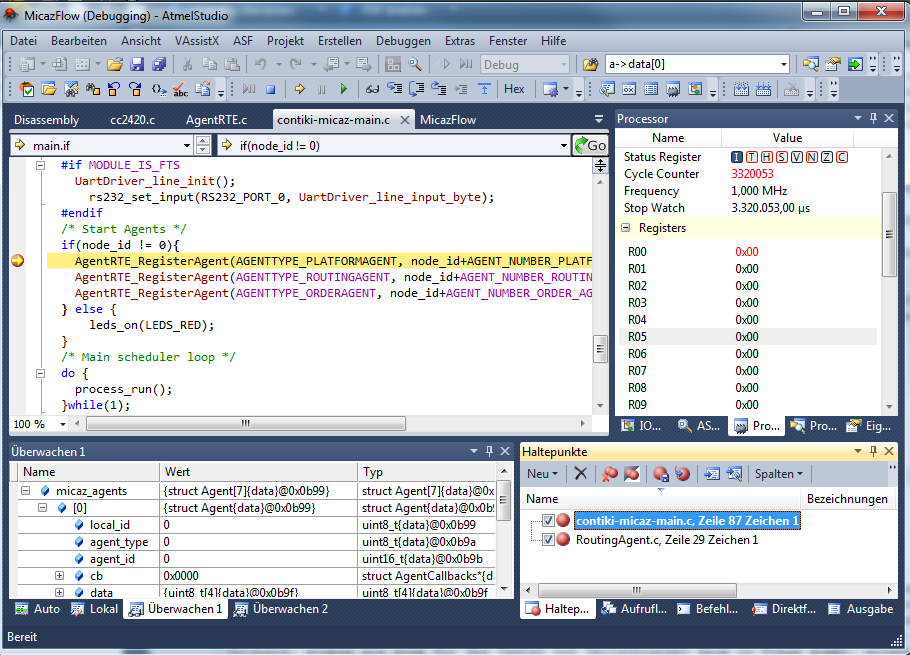 MicazFlow (Debugging) - AtmelStudio
Datei Bearbeiten Ansicht VAssistX ASF Projekt Erstellen Debuggen Extras Fenster Hilfe
Debug a->data[0]
Hex
Disassembly cc2420.c AgentRTE.c contiki-micaz-main.c MicazFlow
main.if if(node_id != 0) Go
#if MODULE_IS_FTS
UartDriver_line_init();
rs232_set_input(RS232_PORT_0, UartDriver_line_input_byte);
#endif
/* Start Agents */
if(node_id != 0){
AgentRTE_RegisterAgent(AGENTTYPE_PLATFORMAGENT, node_id+AGENT_NUMBER_PLATF
AgentRTE_RegisterAgent(AGENTTYPE_ROUTINGAGENT, node_id+AGENT_NUMBER_ROUTIN
AgentRTE_RegisterAgent(AGENTTYPE_ORDERAGENT, node_id+AGENT_NUMBER_ORDER_AG
} else {
leds_on(LEDS_RED);
}
/* Main scheduler loop */
do {
process_run();
}while(1);
100 %
Processor
Name Value
Status Register I T H S V N Z C
Cycle Counter 3320053
Frequency 1,000 MHz
Stop Watch 3.320.053,00 µs
Registers
R00 0x00
R01 0x00
R02 0x00
R03 0x00
R04 0x00
R05 0x00
R06 0x00
R07 0x00
R08 0x00
R09 0x00
IO... AS... Pro... Pro... Eig...
Überwachen 1
Name Wert Typ
micaz_agents {struct Agent[7]{data}@0x0b99} struct Agent[7]{data}@0x
[0] {struct Agent{data}@0x0b99} struct Agent{data}@0x0b
local_id 0 uint8_t{data}@0x0b99
agent_type 0 uint8_t{data}@0x0b9a
agent_id 0 uint16_t{data}@0x0b9b
cb 0x0000 struct AgentCallbacks*{d
data {uint8_t[4]{data}@0x0b9f} uint8_t[4]{data}@0x0b9f
Auto Lokal Überwachen 1 Überwachen 2
Haltepunkte
Neu Spalten
Name Bezeichnungen
contiki-micaz-main.c, Zeile 87 Zeichen 1
RoutingAgent.c, Zeile 29 Zeichen 1
Haltep... Aufrufl... Befehl... Direktf... Ausgabe
Bereit